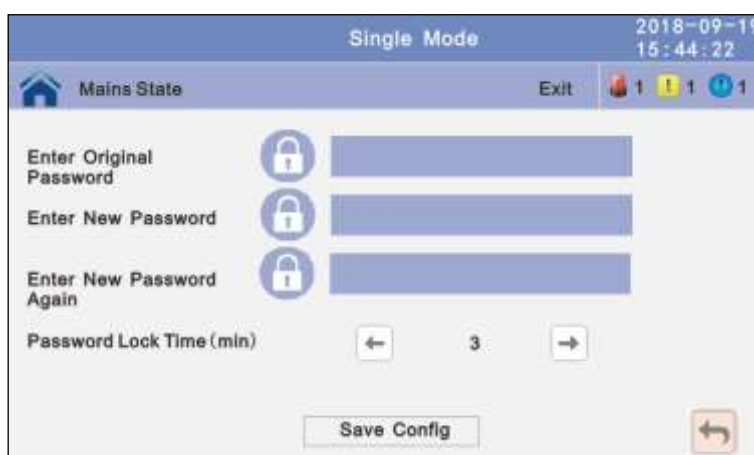 Single Mode
2018-09-19
15:44:22
Mains State
Exit
1
1
1
Enter Original
Password
Enter New Password
Enter New Password
Again
Password Lock Time(min)
3
Save Config